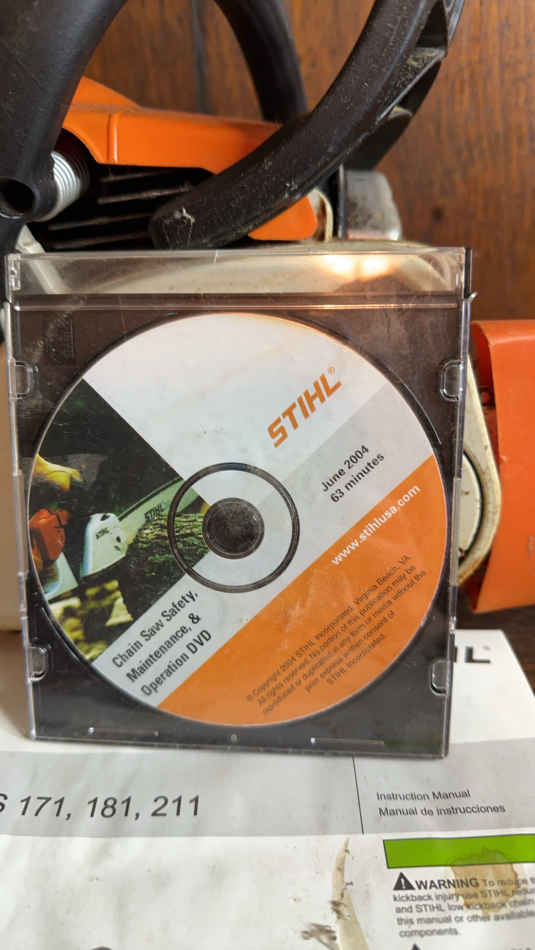 STIHL®
June 2004
63 minutes
www.stihlusa.com
STIHL
Chain Saw Safety,
Maintenance, &
Operation DVD
© Copyright 2004 STIHL Incorporated, Virginia Beach, VA.
All rights reserved. No portion of this publication may be
reproduced or duplicated in any form or media without the
prior express written consent of
STIHL Incorporated.
IL
S 171, 181, 211
Instruction Manual
Manual de instrucciones
WARNING To reduce
kickback injury use STIHL
and STIHL low kickback chain
this manual or other available
components.